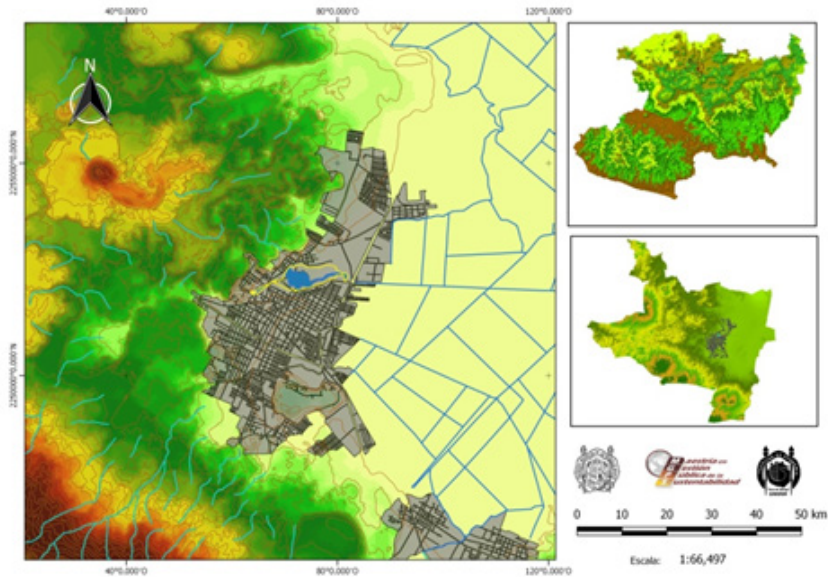 40°0.000'O 80°0.000'O 120°0.000'O
N
2255000°0.000'N
2250000°0.000'N
40°0.000'O 80°0.000'O 120°0.000'O
Maestría en
Gestión
Pública de la
Sustentabilidad
0 10 20 30 40 50 km
Escala: 1:66,497